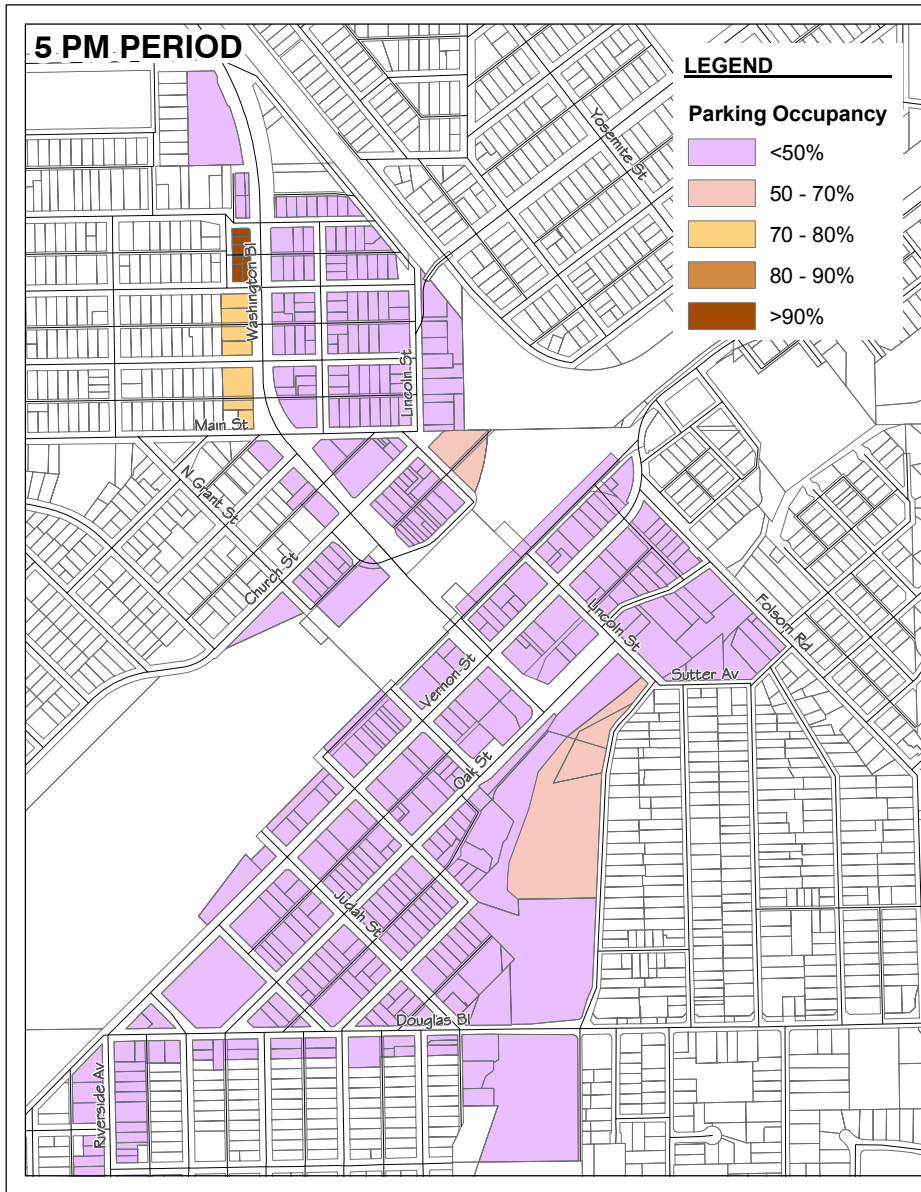 5 PM PERIOD
LEGEND
Parking Occupancy
<50%
50 - 70%
70 - 80%
80 - 90%
>90%
Yosemite St
Washington Bl
Lincoln St
Main St
N Grant St
Church St
Lincoln St
Folsom Rd
Sutter Av
Vernon St
Oak St
Judah St
Douglas Bl
Riverside Av